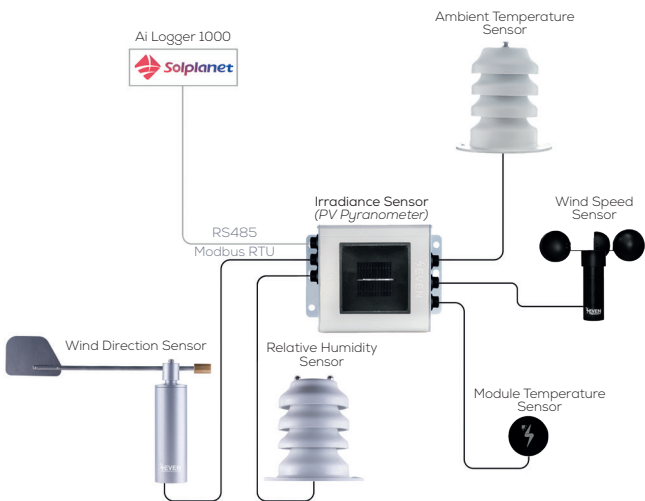 Ambient Temperature
Sensor
Ai Logger 1000
Solplanet
Irradiance Sensor
(PV Pyranometer)
Wind Speed
Sensor
RS485
Modbus RTU
Wind Direction Sensor
Relative Humidity
Sensor
Module Temperature
Sensor